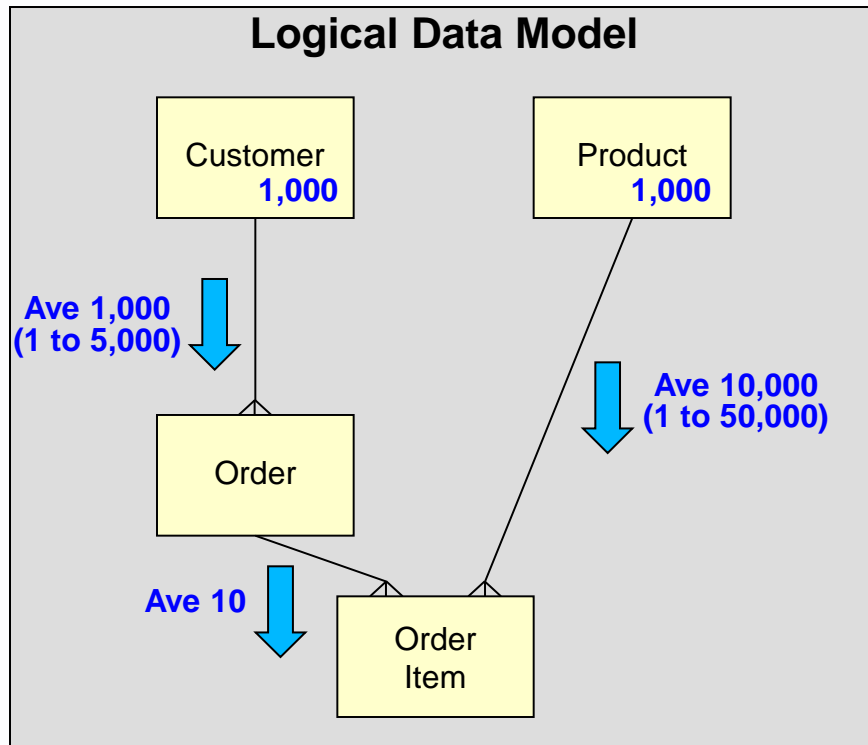 Logical Data Model
Customer
1,000
Product
1,000
Ave 1,000
(1 to 5,000)
Ave 10,000
(1 to 50,000)
Order
Ave 10
Order
Item